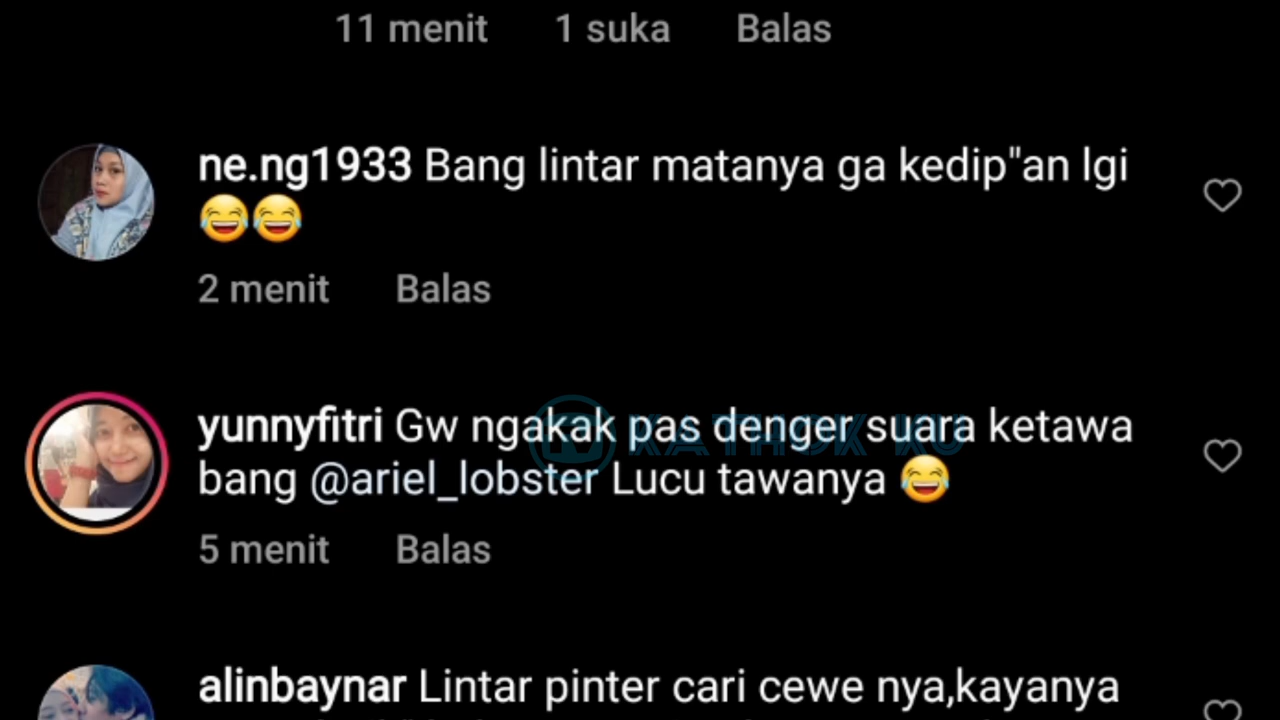 11 menit 1 suka Balas
ne.ng1933 Bang lintar matanya ga kedip"an lgi
😂😂
2 menit Balas
yunnyfitri Gw ngakak pas denger suara ketawa
bang @ariel_lobster Lucu tawanya 😂
KATHOK KU
5 menit Balas
alinbaynar Lintar pinter cari cewe nya,kayanya